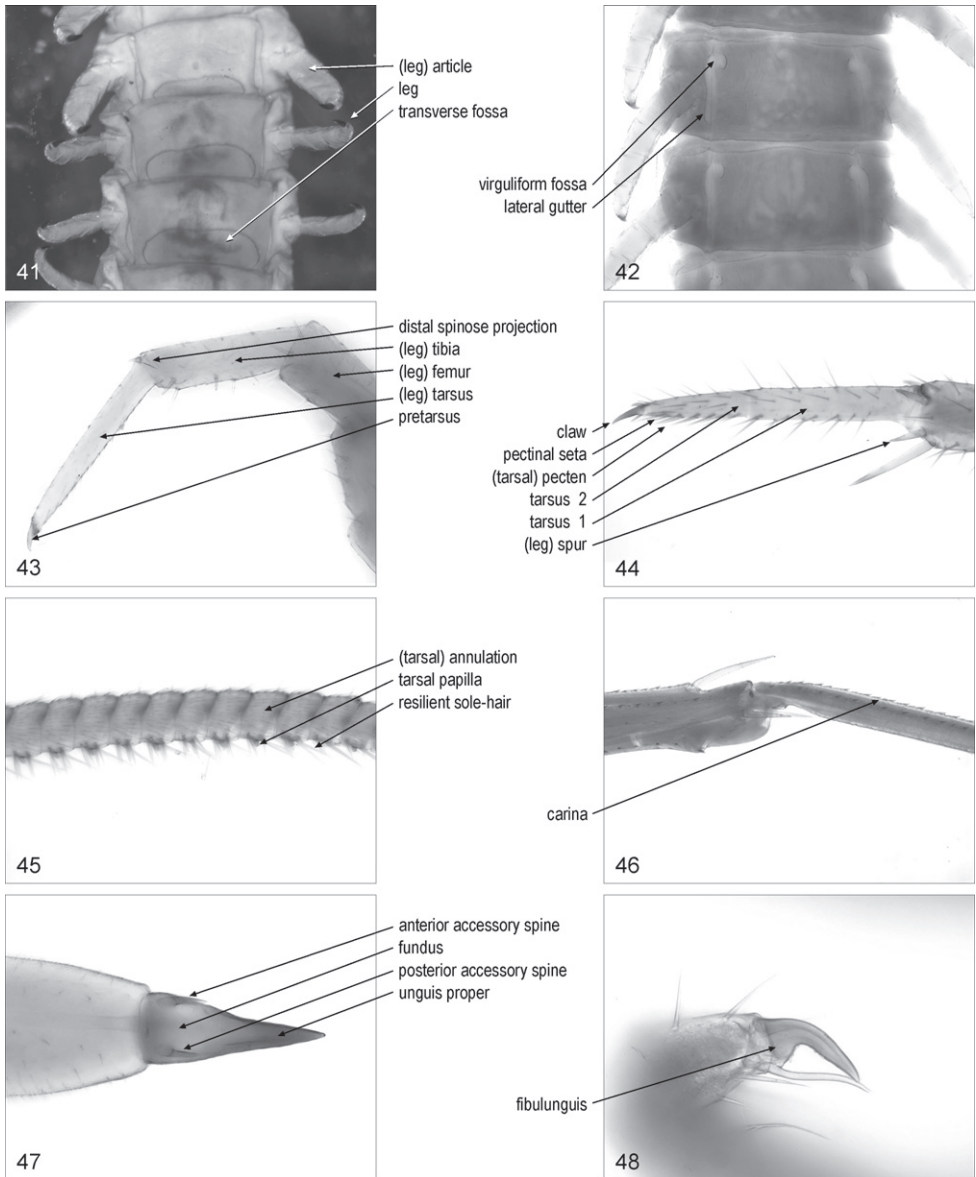 (leg) article
leg
transverse fossa
41
virguliform fossa
lateral gutter
42
distal spinose projection
(leg) tibia
(leg) femur
(leg) tarsus
pretarsus
43
claw
pectinal seta
(tarsal) pecten
tarsus 2
tarsus 1
(leg) spur
44
(tarsal) annulation
tarsal papilla
resilient sole-hair
45
carina
46
anterior accessory spine
fundus
posterior accessory spine
unguis proper
47
fibulunguis
48